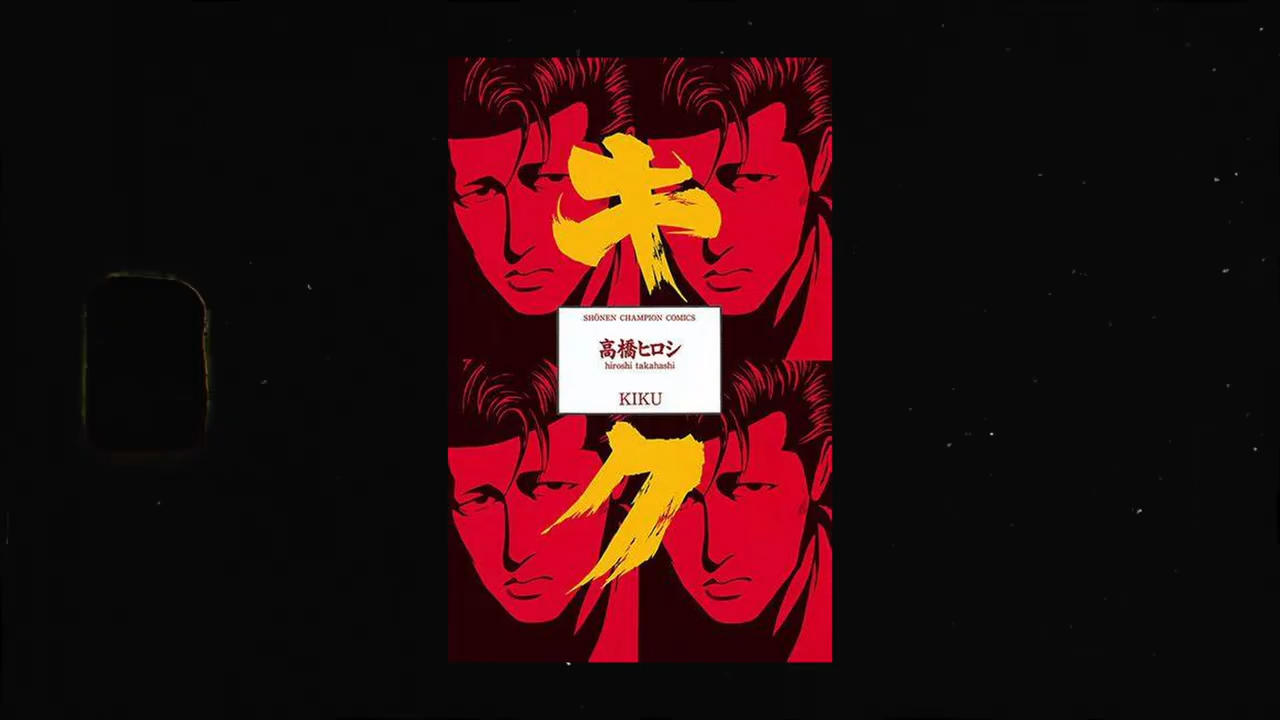 キク
SHŌNEN CHAMPION COMICS
高橋ヒロシ
hiroshi takahashi
KIKU